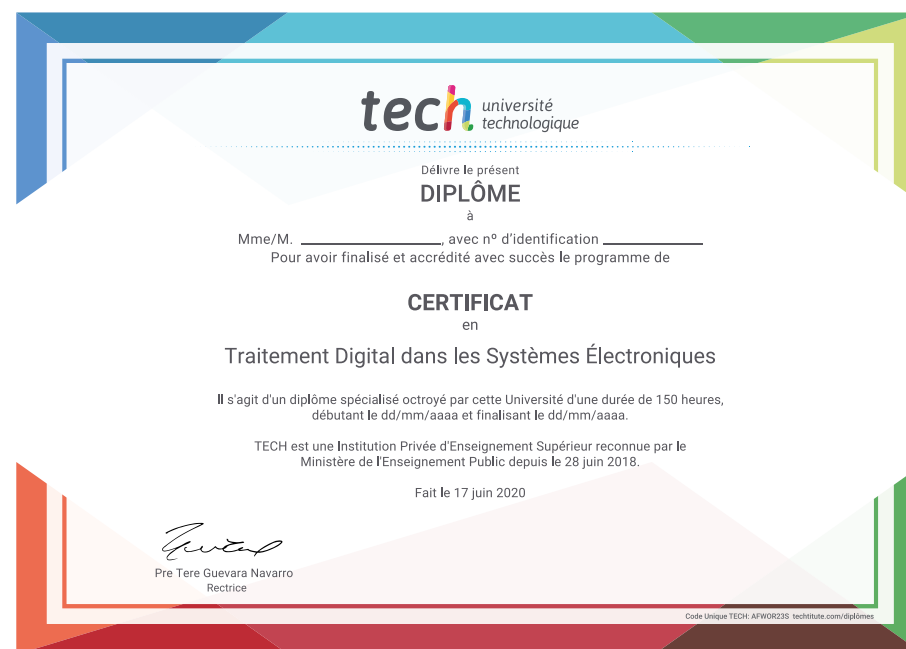 tech université
technologique
Délivre le présent
DIPLÔME
à
Mme/M. ____________________, avec nº d'identification ______________
Pour avoir finalisé et accrédité avec succès le programme de
CERTIFICAT
en
Traitement Digital dans les Systèmes Électroniques
Il s'agit d'un diplôme spécialisé octroyé par cette Université d'une durée de 150 heures,
débutant le dd/mm/aaaa et finalisant le dd/mm/aaaa.
TECH est une Institution Privée d'Enseignement Supérieur reconnue par le
Ministère de l'Enseignement Public depuis le 28 juin 2018.
Fait le 17 juin 2020
Pre Tere Guevara Navarro
Rectrice
Code Unique TECH: AFWOR23S techtitute.com/diplômes